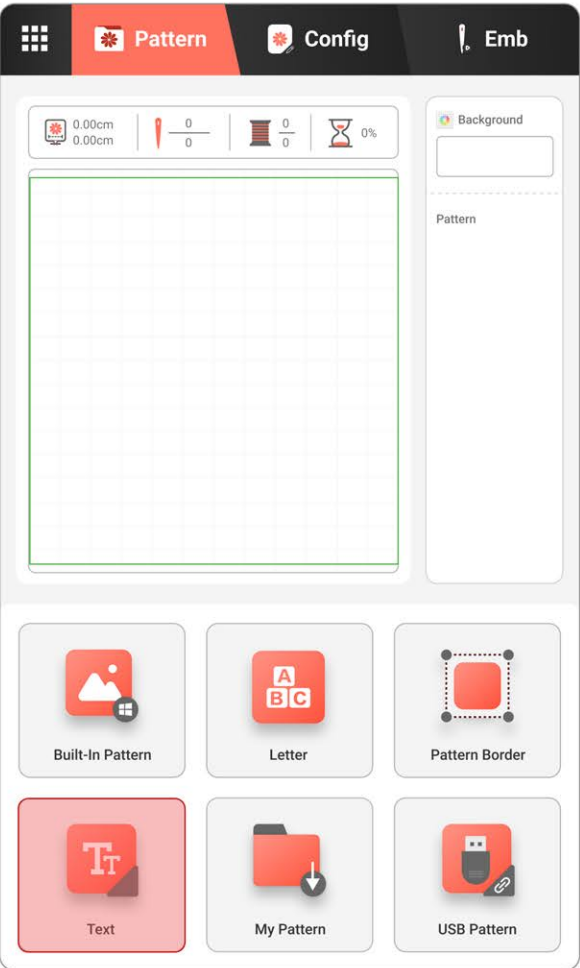 Pattern
Config
Emb
0.00cm
0.00cm
0
0
0
0
0%
Background
Pattern
A
B C
Built-In Pattern
Letter
Pattern Border
TT
Text
My Pattern
USB Pattern